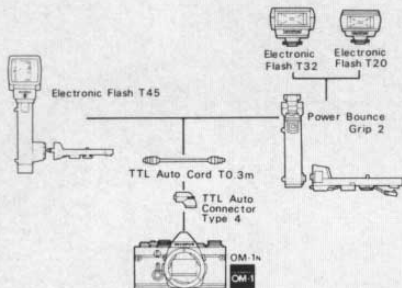 Electronic
Flash T32
Electronic
Flash T20
Electronic Flash T45
Power Bounce
Grip 2
TTL Auto Cord T0.3m
TTL Auto
Connector
Type 4
OLYMPUS
OM-1N
OM-1